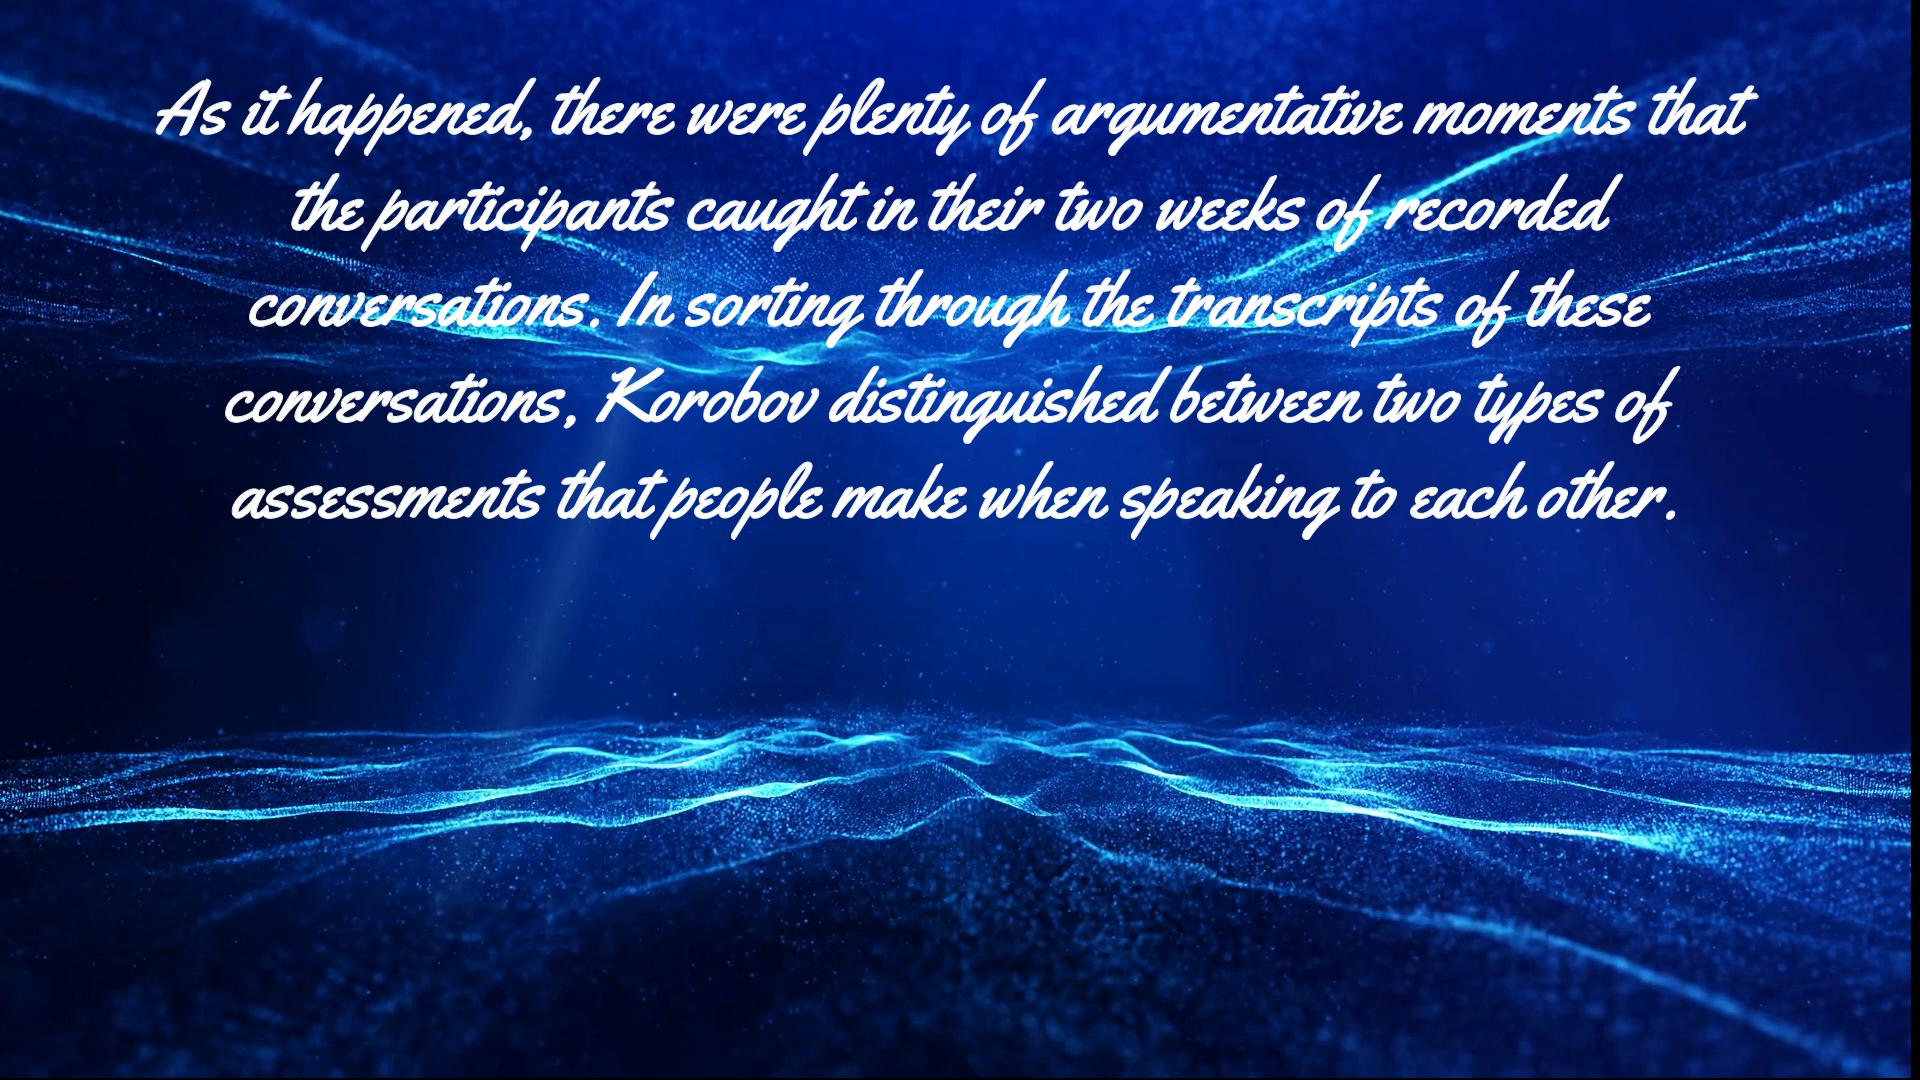 As it happened, there were plenty of argumentative moments that
the participants caught in their two weeks of recorded
conversations. In sorting through the transcripts of these
conversations, Korobov distinguished between two types of
assessments that people make when speaking to each other.